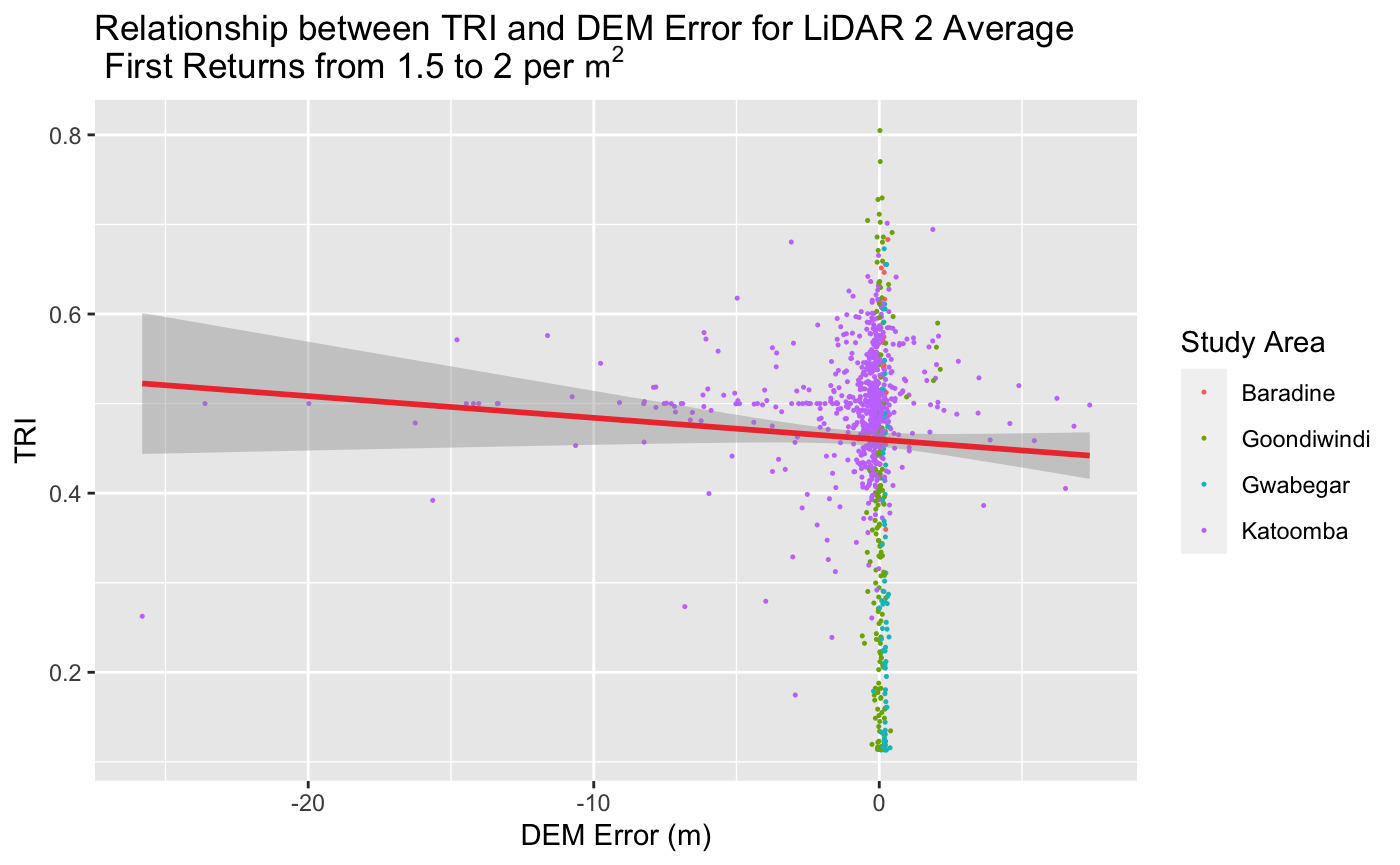 Relationship between TRI and DEM Error for LiDAR 2 Average
First Returns from 1.5 to 2 per m²
0.8
0.6
0.4
0.2
TRI
-20
-10
0
DEM Error (m)
Study Area
Baradine
Goondiwindi
Gwabegar
Katoomba